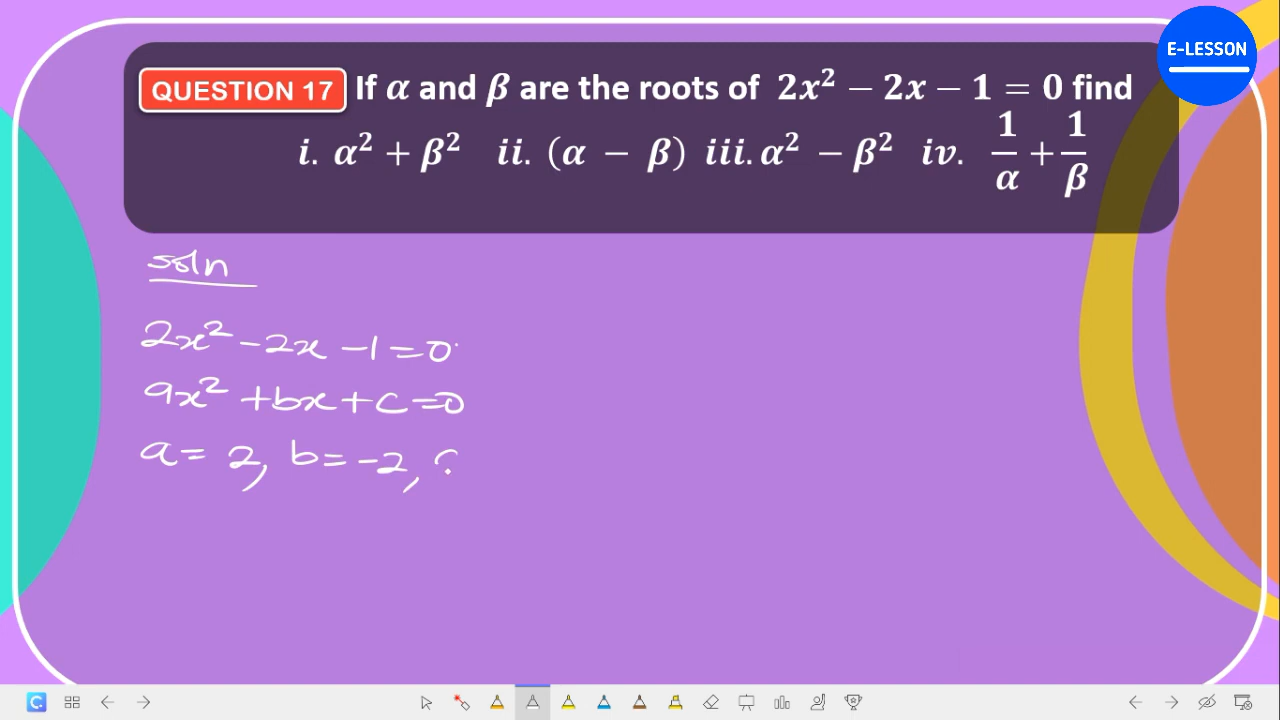 E-LESSON
QUESTION 17 If α and β are the roots of 2x² − 2x − 1 = 0 find
i. α² + β² ii. (α − β) iii. α² − β² iv. 1/α + 1/β
soln
2x² - 2x - 1 = 0
ax² + bx + c = 0
a = 2, b = -2,